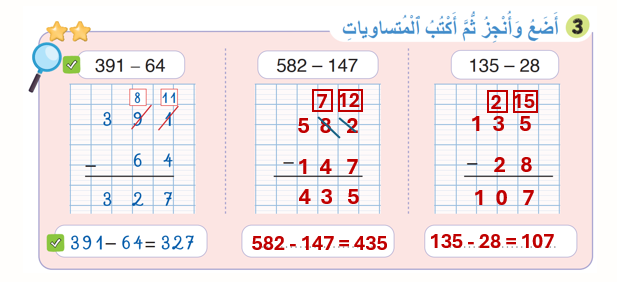 3 أَضَعُ وَأُنْجِزُ ثُمَّ أَكْتُبُ ٱلْمُتَساوِياتِ
391 – 64
8 11
3 9 1
– 6 4
3 2 7
391 – 64 = 327
582 – 147
7 12
5 8 2
– 1 4 7
4 3 5
582 - 147 = 435
135 – 28
2 15
1 3 5
– 2 8
1 0 7
135 - 28 = 107